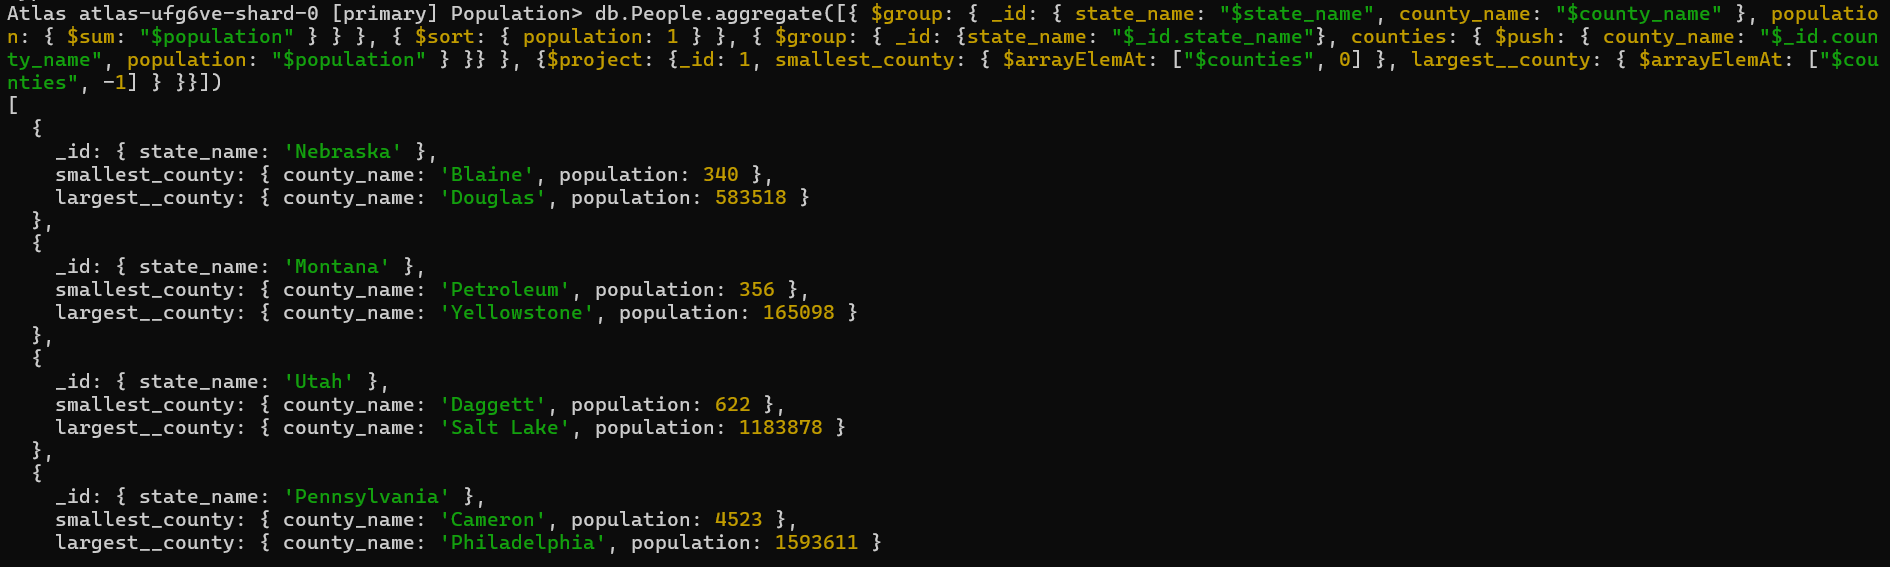 Atlas atlas-ufg6ve-shard-0 [primary] Population> db.People.aggregate([{ $group: { _id: { state_name: "$state_name", county_name: "$county_name" }, populatio
n: { $sum: "$population" } } }, { $sort: { population: 1 } }, { $group: { _id: {state_name: "$_id.state_name"}, counties: { $push: { county_name: "$_id.coun
ty_name", population: "$population" } }} }, {$project: {_id: 1, smallest_county: { $arrayElemAt: ["$counties", 0] }, largest__county: { $arrayElemAt: ["$cou
nties", -1] } }}])
[
  {
    _id: { state_name: 'Nebraska' },
    smallest_county: { county_name: 'Blaine', population: 340 },
    largest__county: { county_name: 'Douglas', population: 583518 }
  },
  {
    _id: { state_name: 'Montana' },
    smallest_county: { county_name: 'Petroleum', population: 356 },
    largest__county: { county_name: 'Yellowstone', population: 165098 }
  },
  {
    _id: { state_name: 'Utah' },
    smallest_county: { county_name: 'Daggett', population: 622 },
    largest__county: { county_name: 'Salt Lake', population: 1183878 }
  },
  {
    _id: { state_name: 'Pennsylvania' },
    smallest_county: { county_name: 'Cameron', population: 4523 },
    largest__county: { county_name: 'Philadelphia', population: 1593611 }